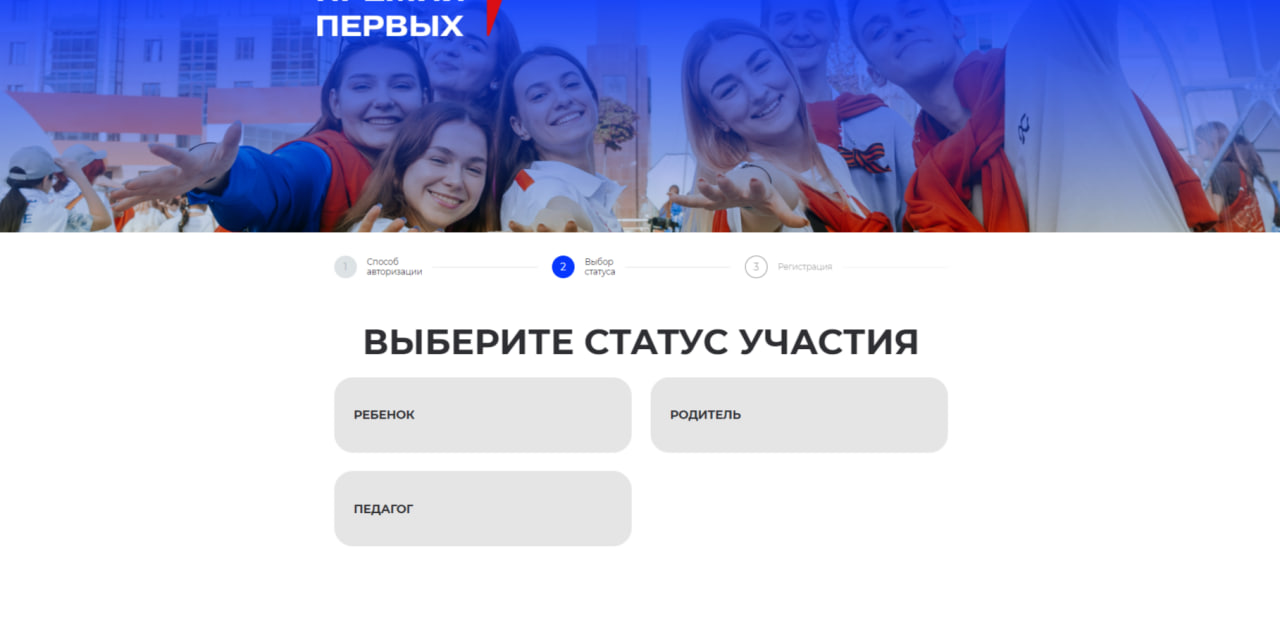 ПЕРВЫХ
1
Способ
авторизации
2
Выбор
статуса
3
Регистрация
ВЫБЕРИТЕ СТАТУС УЧАСТИЯ
РЕБЕНОК
РОДИТЕЛЬ
ПЕДАГОГ